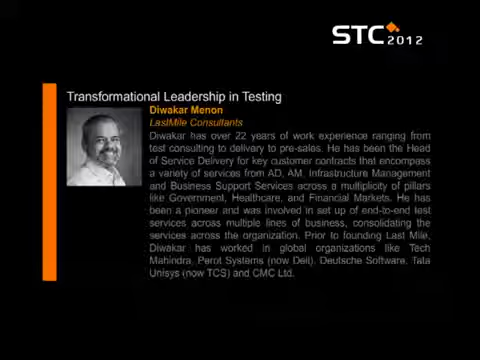 STC 2012
Transformational Leadership in Testing
Diwakar Menon
LastMile Consultants
Diwakar has over 22 years of work experience ranging from
test consulting to delivery to pre-sales. He has been the Head
of Service Delivery for key customer contracts that encompass
a variety of services from AD, AM, Infrastructure Management
and Business Support Services across a multiplicity of pillars
like Government, Healthcare, and Financial Markets. He has
been a pioneer and was involved in set up of end-to-end test
services across multiple lines of business, consolidating the
services across the organization. Prior to founding Last Mile,
Diwakar has worked in global organizations like Tech
Mahindra, Perot Systems (now Dell), Deutsche Software, Tata
Unisys (now TCS) and CMC Ltd.